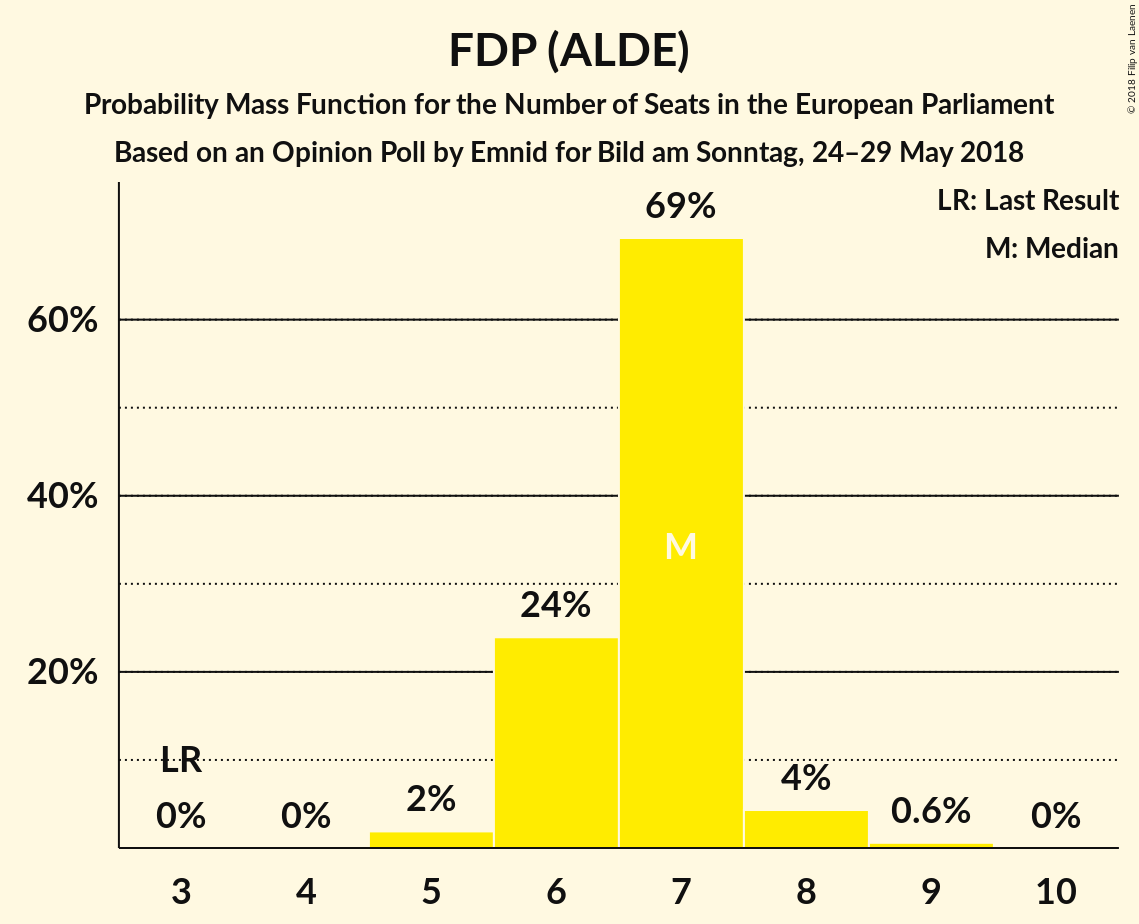 FDP (ALDE)
Probability Mass Function for the Number of Seats in the European Parliament
Based on an Opinion Poll by Emnid for Bild am Sonntag, 24–29 May 2018
© 2018 Filip van Laenen
LR: Last Result
M: Median
69%
60%
40%
M
24%
20%
LR
0%
0%
2%
4%
0.6%
0%
3
4
5
6
7
8
9
10